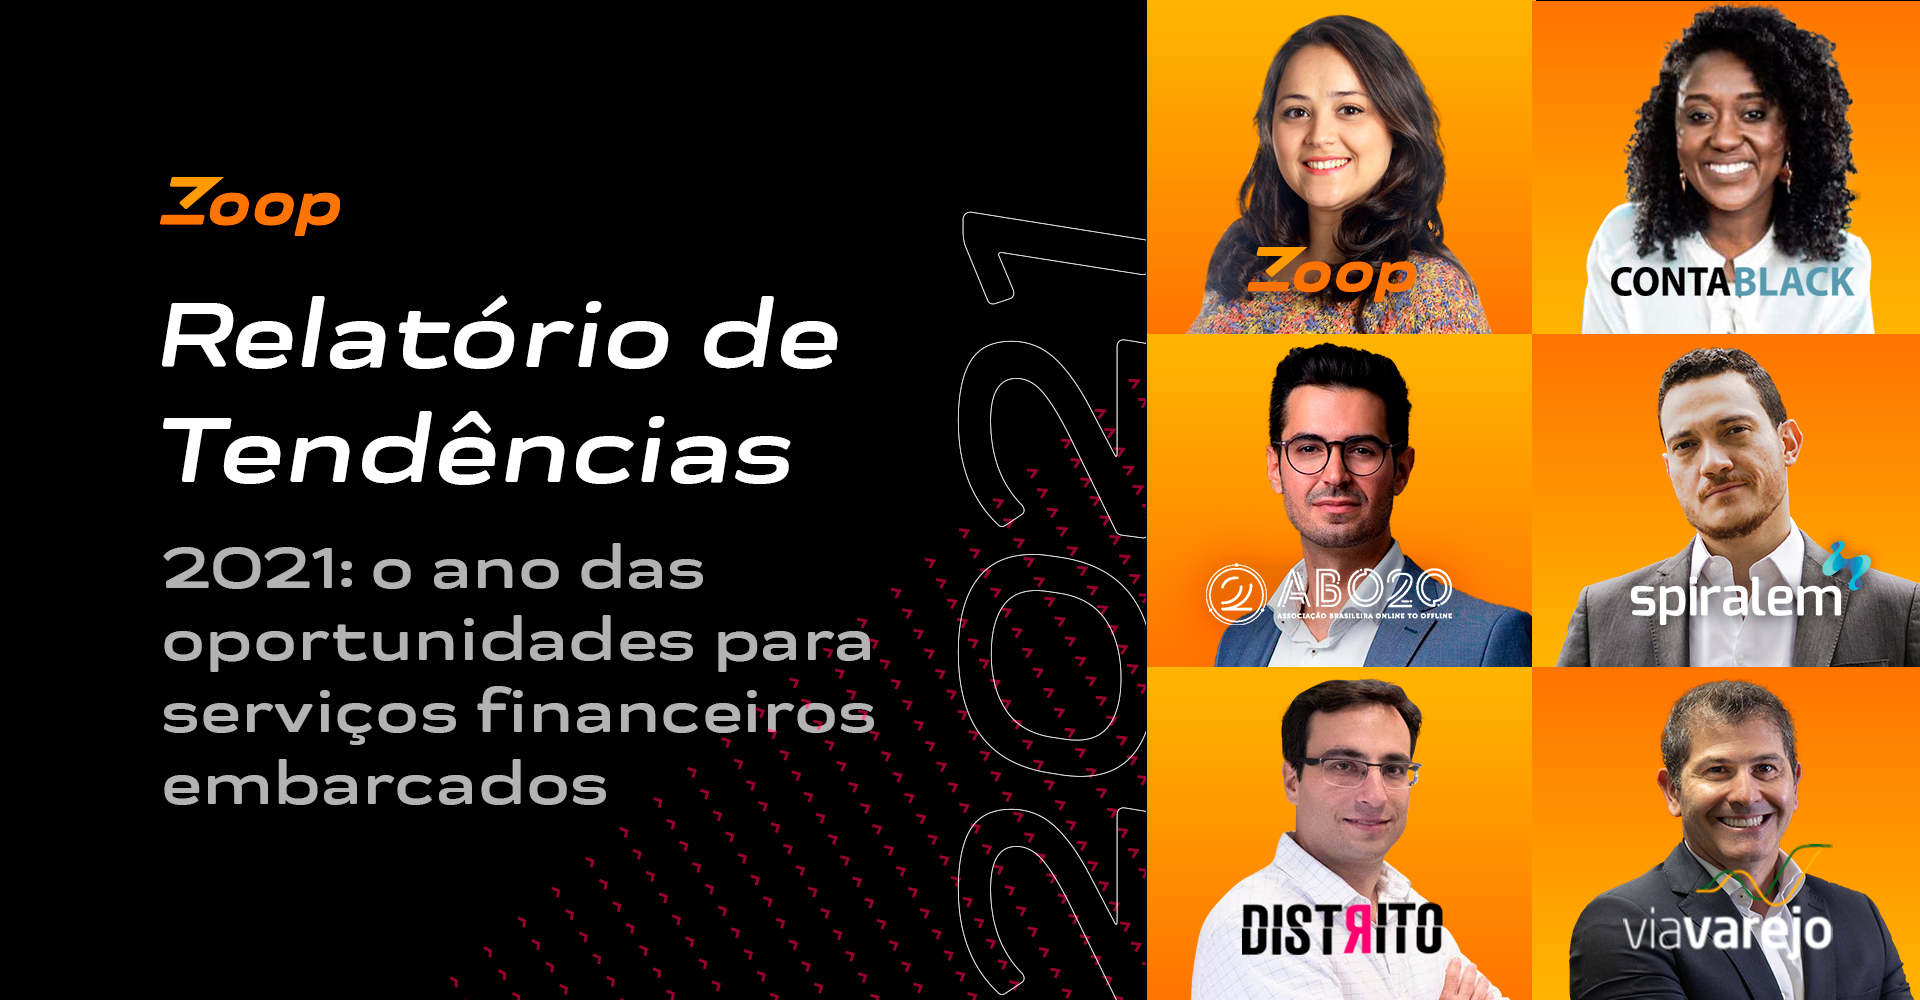 Zoop
Relatório de
Tendências
2021: o ano das
oportunidades para
serviços financeiros
embarcados
2021
2
Zoop
CONTABLACK
ABO2O
ASSOCIAÇÃO BRASILEIRA ONLINE TO OFFLINE
spiralem
DISTRITO
viavarejo